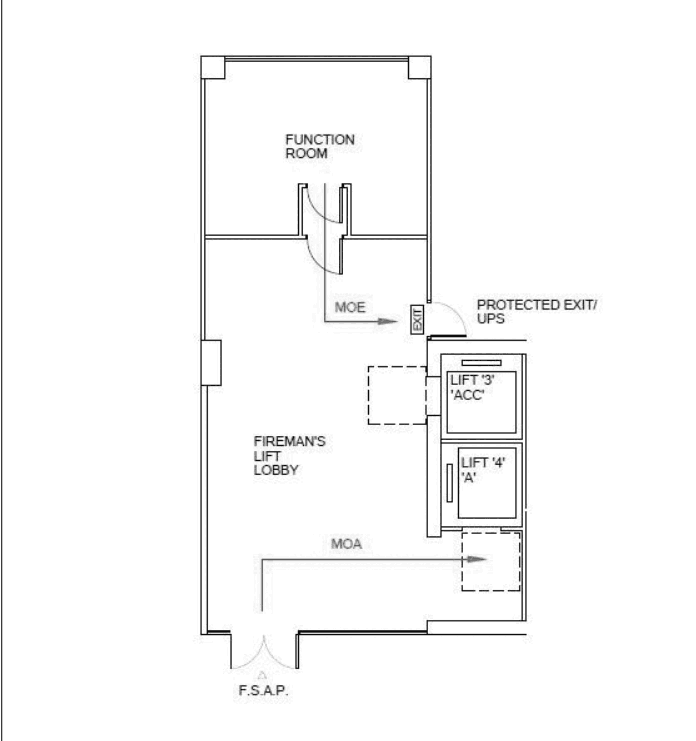 FUNCTION
ROOM
MOE
EXIT
PROTECTED EXIT/
UPS
LIFT '3'
'ACC'
FIREMAN'S
LIFT
LOBBY
LIFT '4'
'A'
MOA
F.S.A.P.